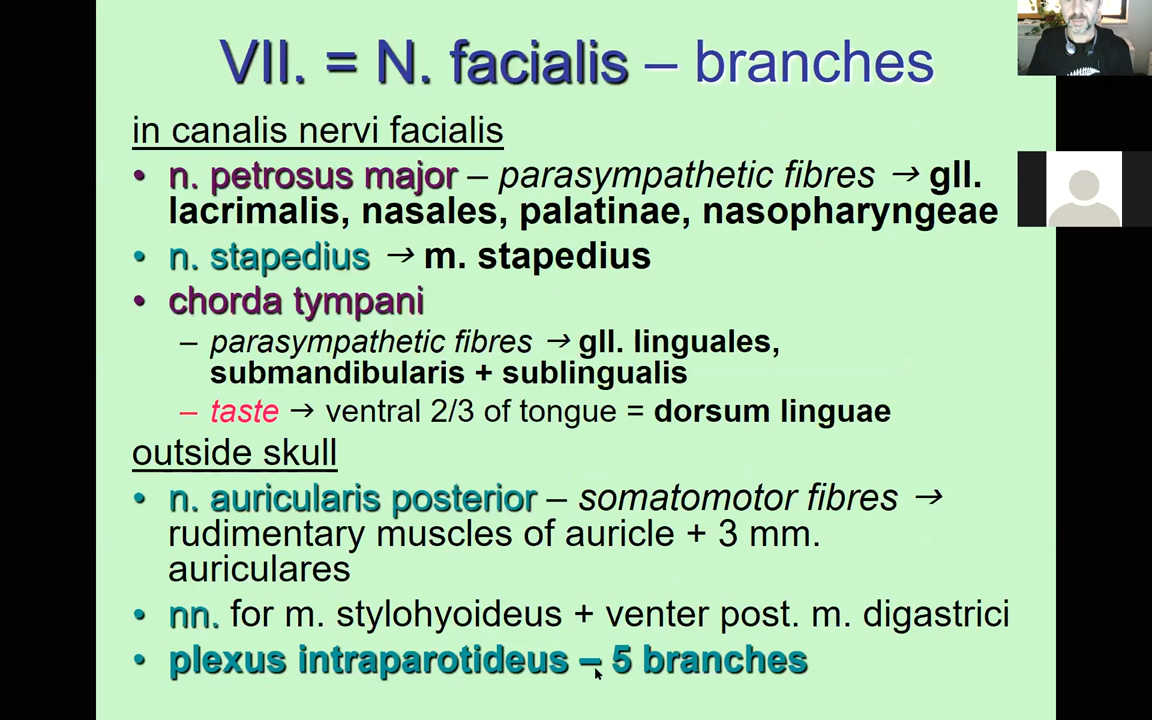 VII. = N. facialis – branches
in canalis nervi facialis
• n. petrosus major – parasympathetic fibres → gll.
lacrimalis, nasales, palatinae, nasopharyngeae
• n. stapedius → m. stapedius
• chorda tympani
– parasympathetic fibres → gll. linguales,
submandibularis + sublingualis
– taste → ventral 2/3 of tongue = dorsum linguae
outside skull
• n. auricularis posterior – somatomotor fibres →
rudimentary muscles of auricle + 3 mm.
auriculares
• nn. for m. stylohyoideus + venter post. m. digastrici
• plexus intraparotideus – 5 branches